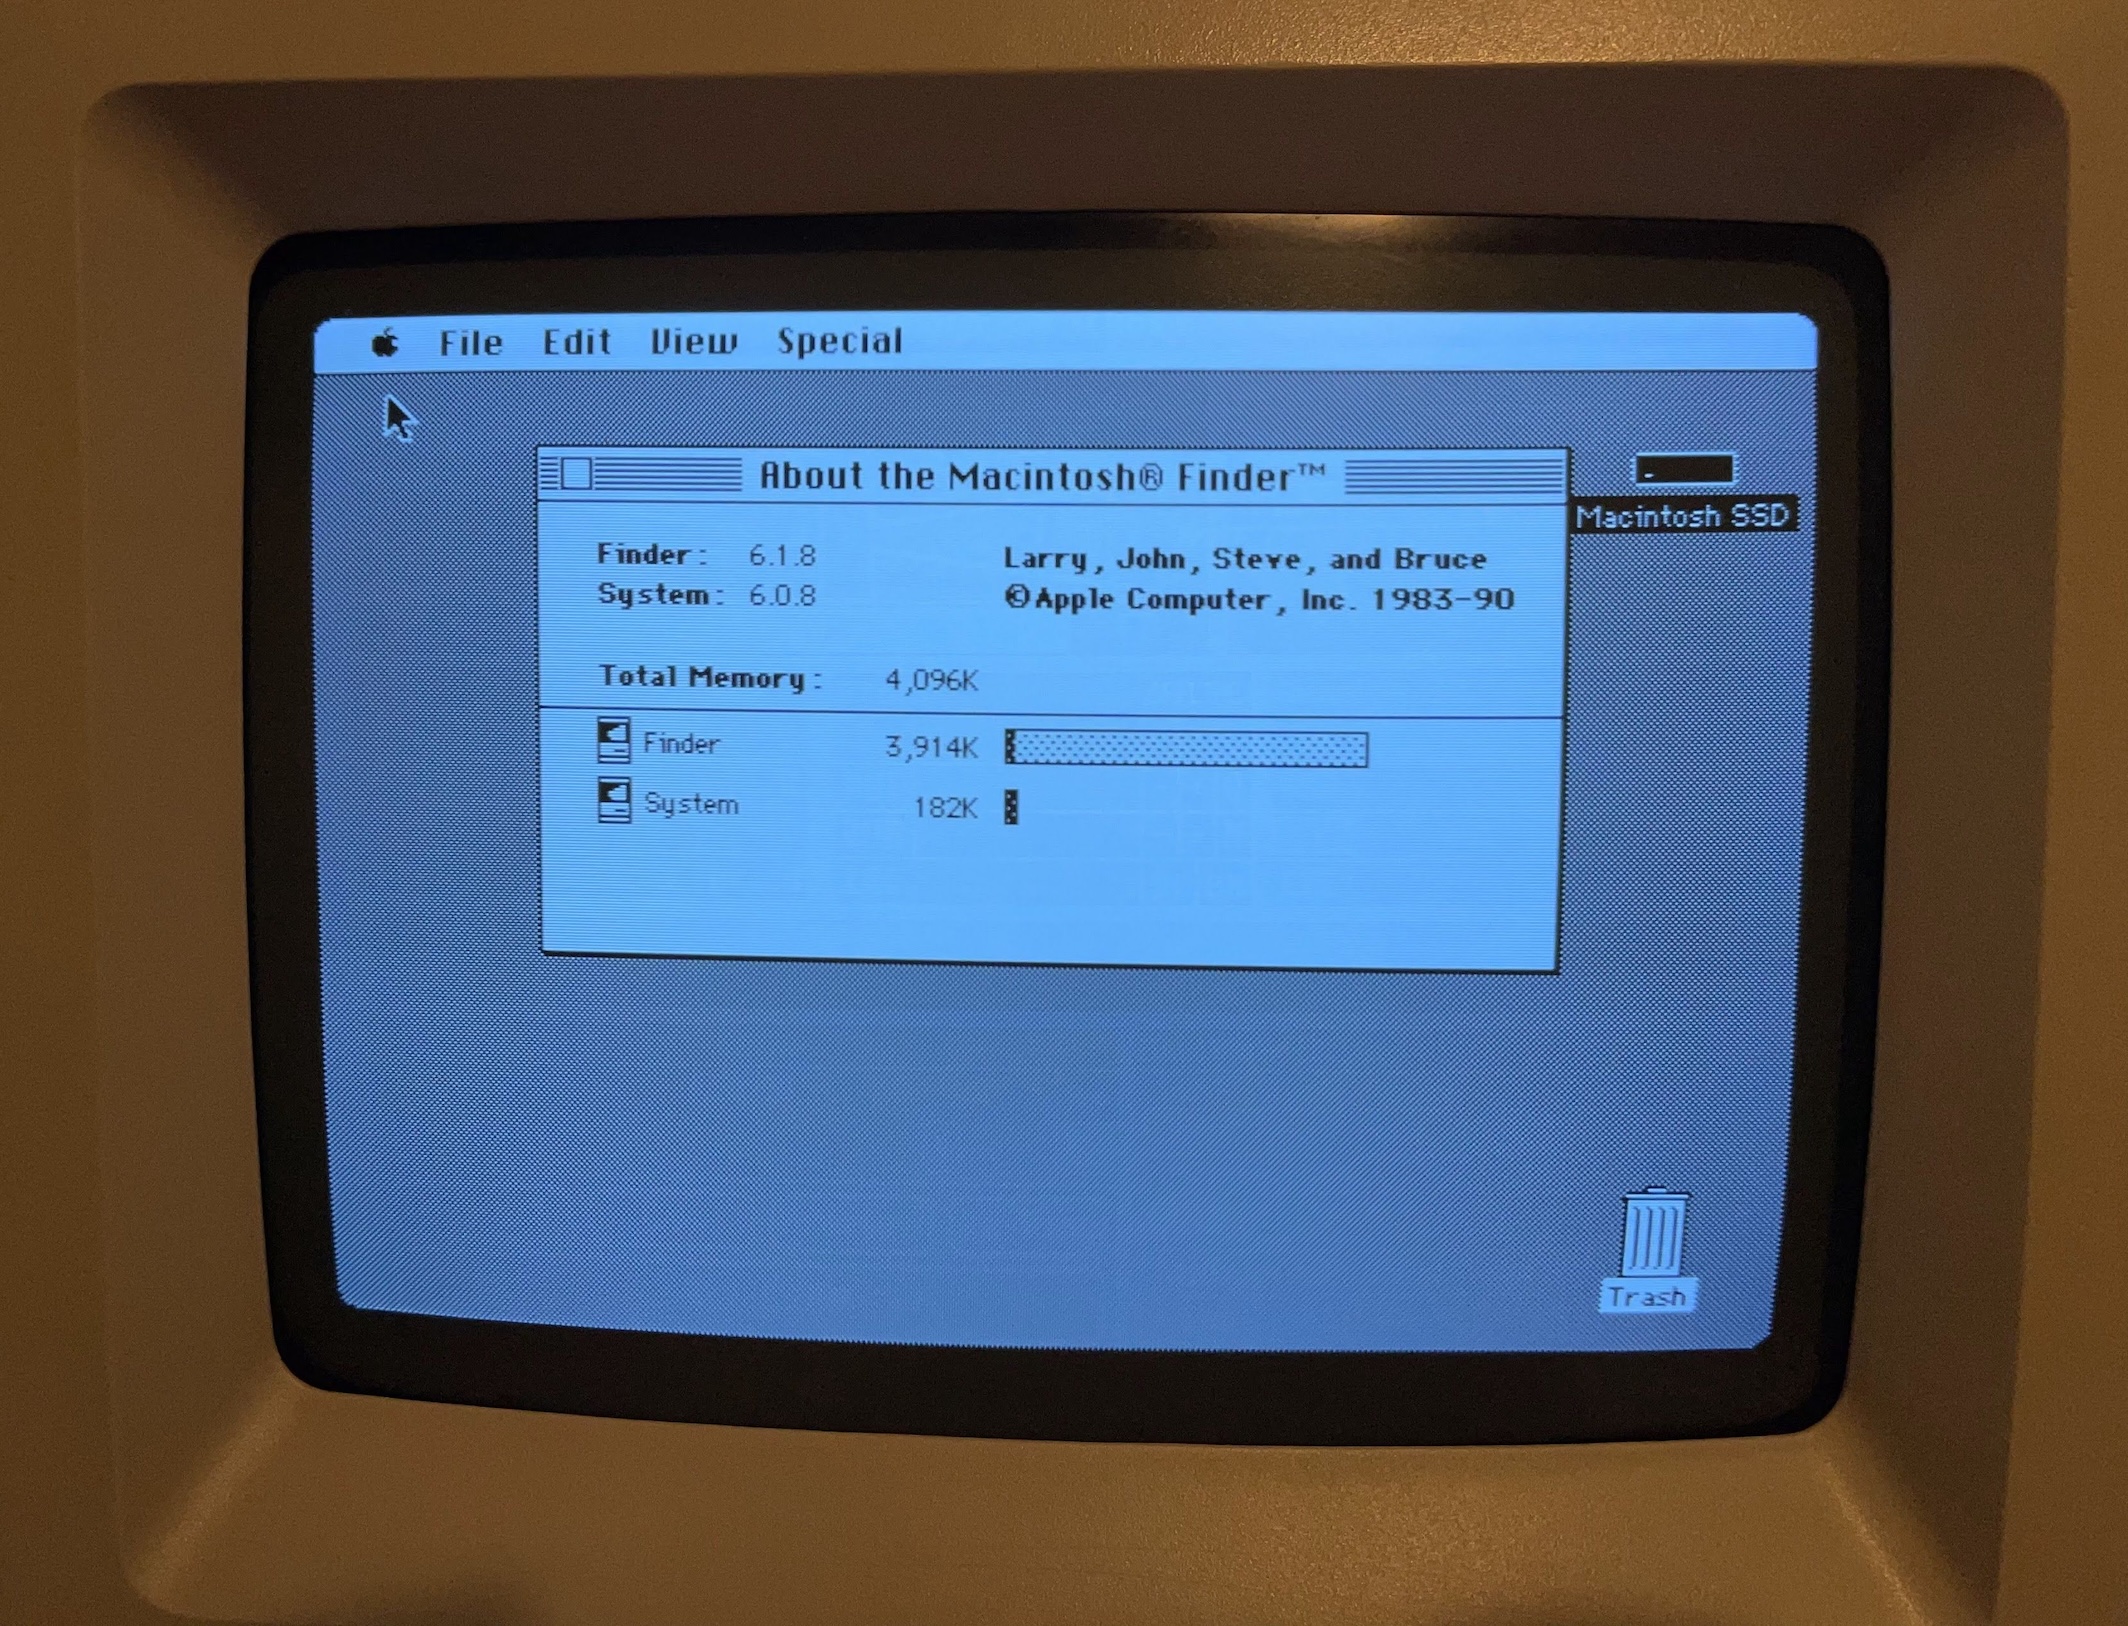 File Edit View Special
About the Macintosh® Finder™
Macintosh SSD
Finder: 6.1.8 Larry, John, Steve, and Bruce
System: 6.0.8 ©Apple Computer, Inc. 1983-90
Total Memory: 4,096K
Finder 3,914K
System 182K
Trash